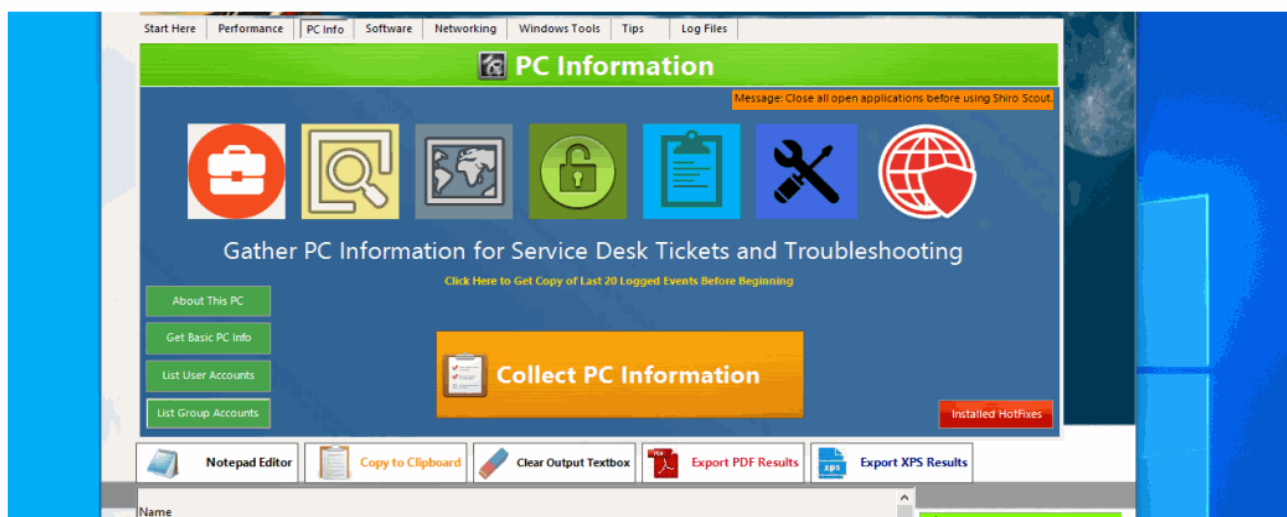 Start Here Performance PC Info Software Networking Windows Tools Tips Log Files
PC Information
Message: Close all open applications before using Shiro Scout.
Gather PC Information for Service Desk Tickets and Troubleshooting
Click Here to Get Copy of Last 20 Logged Events Before Beginning
About This PC
Get Basic PC Info
List User Accounts
List Group Accounts
Collect PC Information
Installed HotFixes
Notepad Editor Copy to Clipboard Clear Output Textbox PDF Export PDF Results xps Export XPS Results
Name